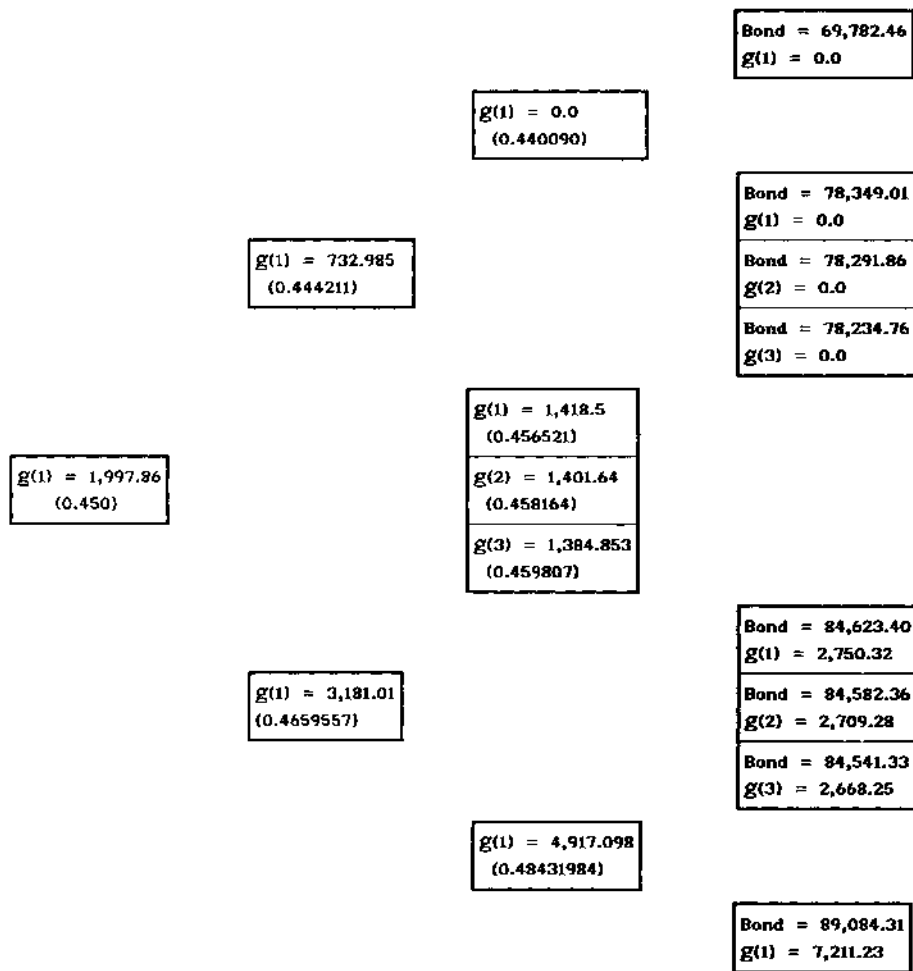 Bond = 69,782.46
g(1) = 0.0
g(1) = 0.0
(0.440090)
Bond = 78,349.01
g(1) = 0.0
Bond = 78,291.86
g(2) = 0.0
Bond = 78,234.76
g(3) = 0.0
g(1) = 732.985
(0.444211)
g(1) = 1,418.5
(0.456521)
g(2) = 1,401.64
(0.458164)
g(3) = 1,384.853
(0.459807)
g(1) = 1,997.86
(0.450)
Bond = 84,623.40
g(1) = 2,750.32
Bond = 84,582.36
g(2) = 2,709.28
Bond = 84,541.33
g(3) = 2,668.25
g(1) = 3,181.01
(0.4659557)
g(1) = 4,917.098
(0.48431984)
Bond = 89,084.31
g(1) = 7,211.23